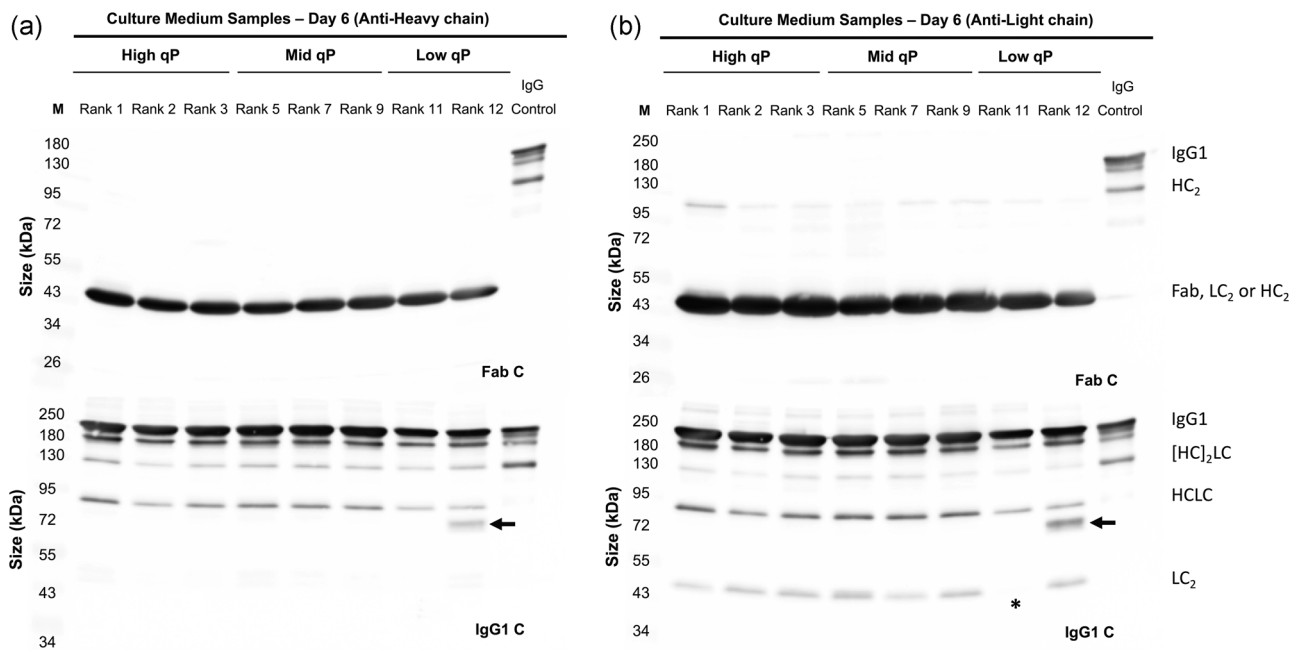 (a)
Culture Medium Samples – Day 6 (Anti-Heavy chain)
High qP Mid qP Low qP
IgG
M Rank 1 Rank 2 Rank 3 Rank 5 Rank 7 Rank 9 Rank 11 Rank 12 Control
180
130
95
72
55
43
34
26
Size (kDa)
Fab C
250
180
130
95
72
55
43
34
Size (kDa)
IgG1 C
(b)
Culture Medium Samples – Day 6 (Anti-Light chain)
High qP Mid qP Low qP
IgG
M Rank 1 Rank 2 Rank 3 Rank 5 Rank 7 Rank 9 Rank 11 Rank 12 Control
250
180
130
95
72
55
43
34
26
Size (kDa)
IgG1
HC2
Fab, LC2 or HC2
Fab C
250
180
130
95
72
55
43
34
Size (kDa)
IgG1
[HC]2LC
HCLC
LC2
*
IgG1 C